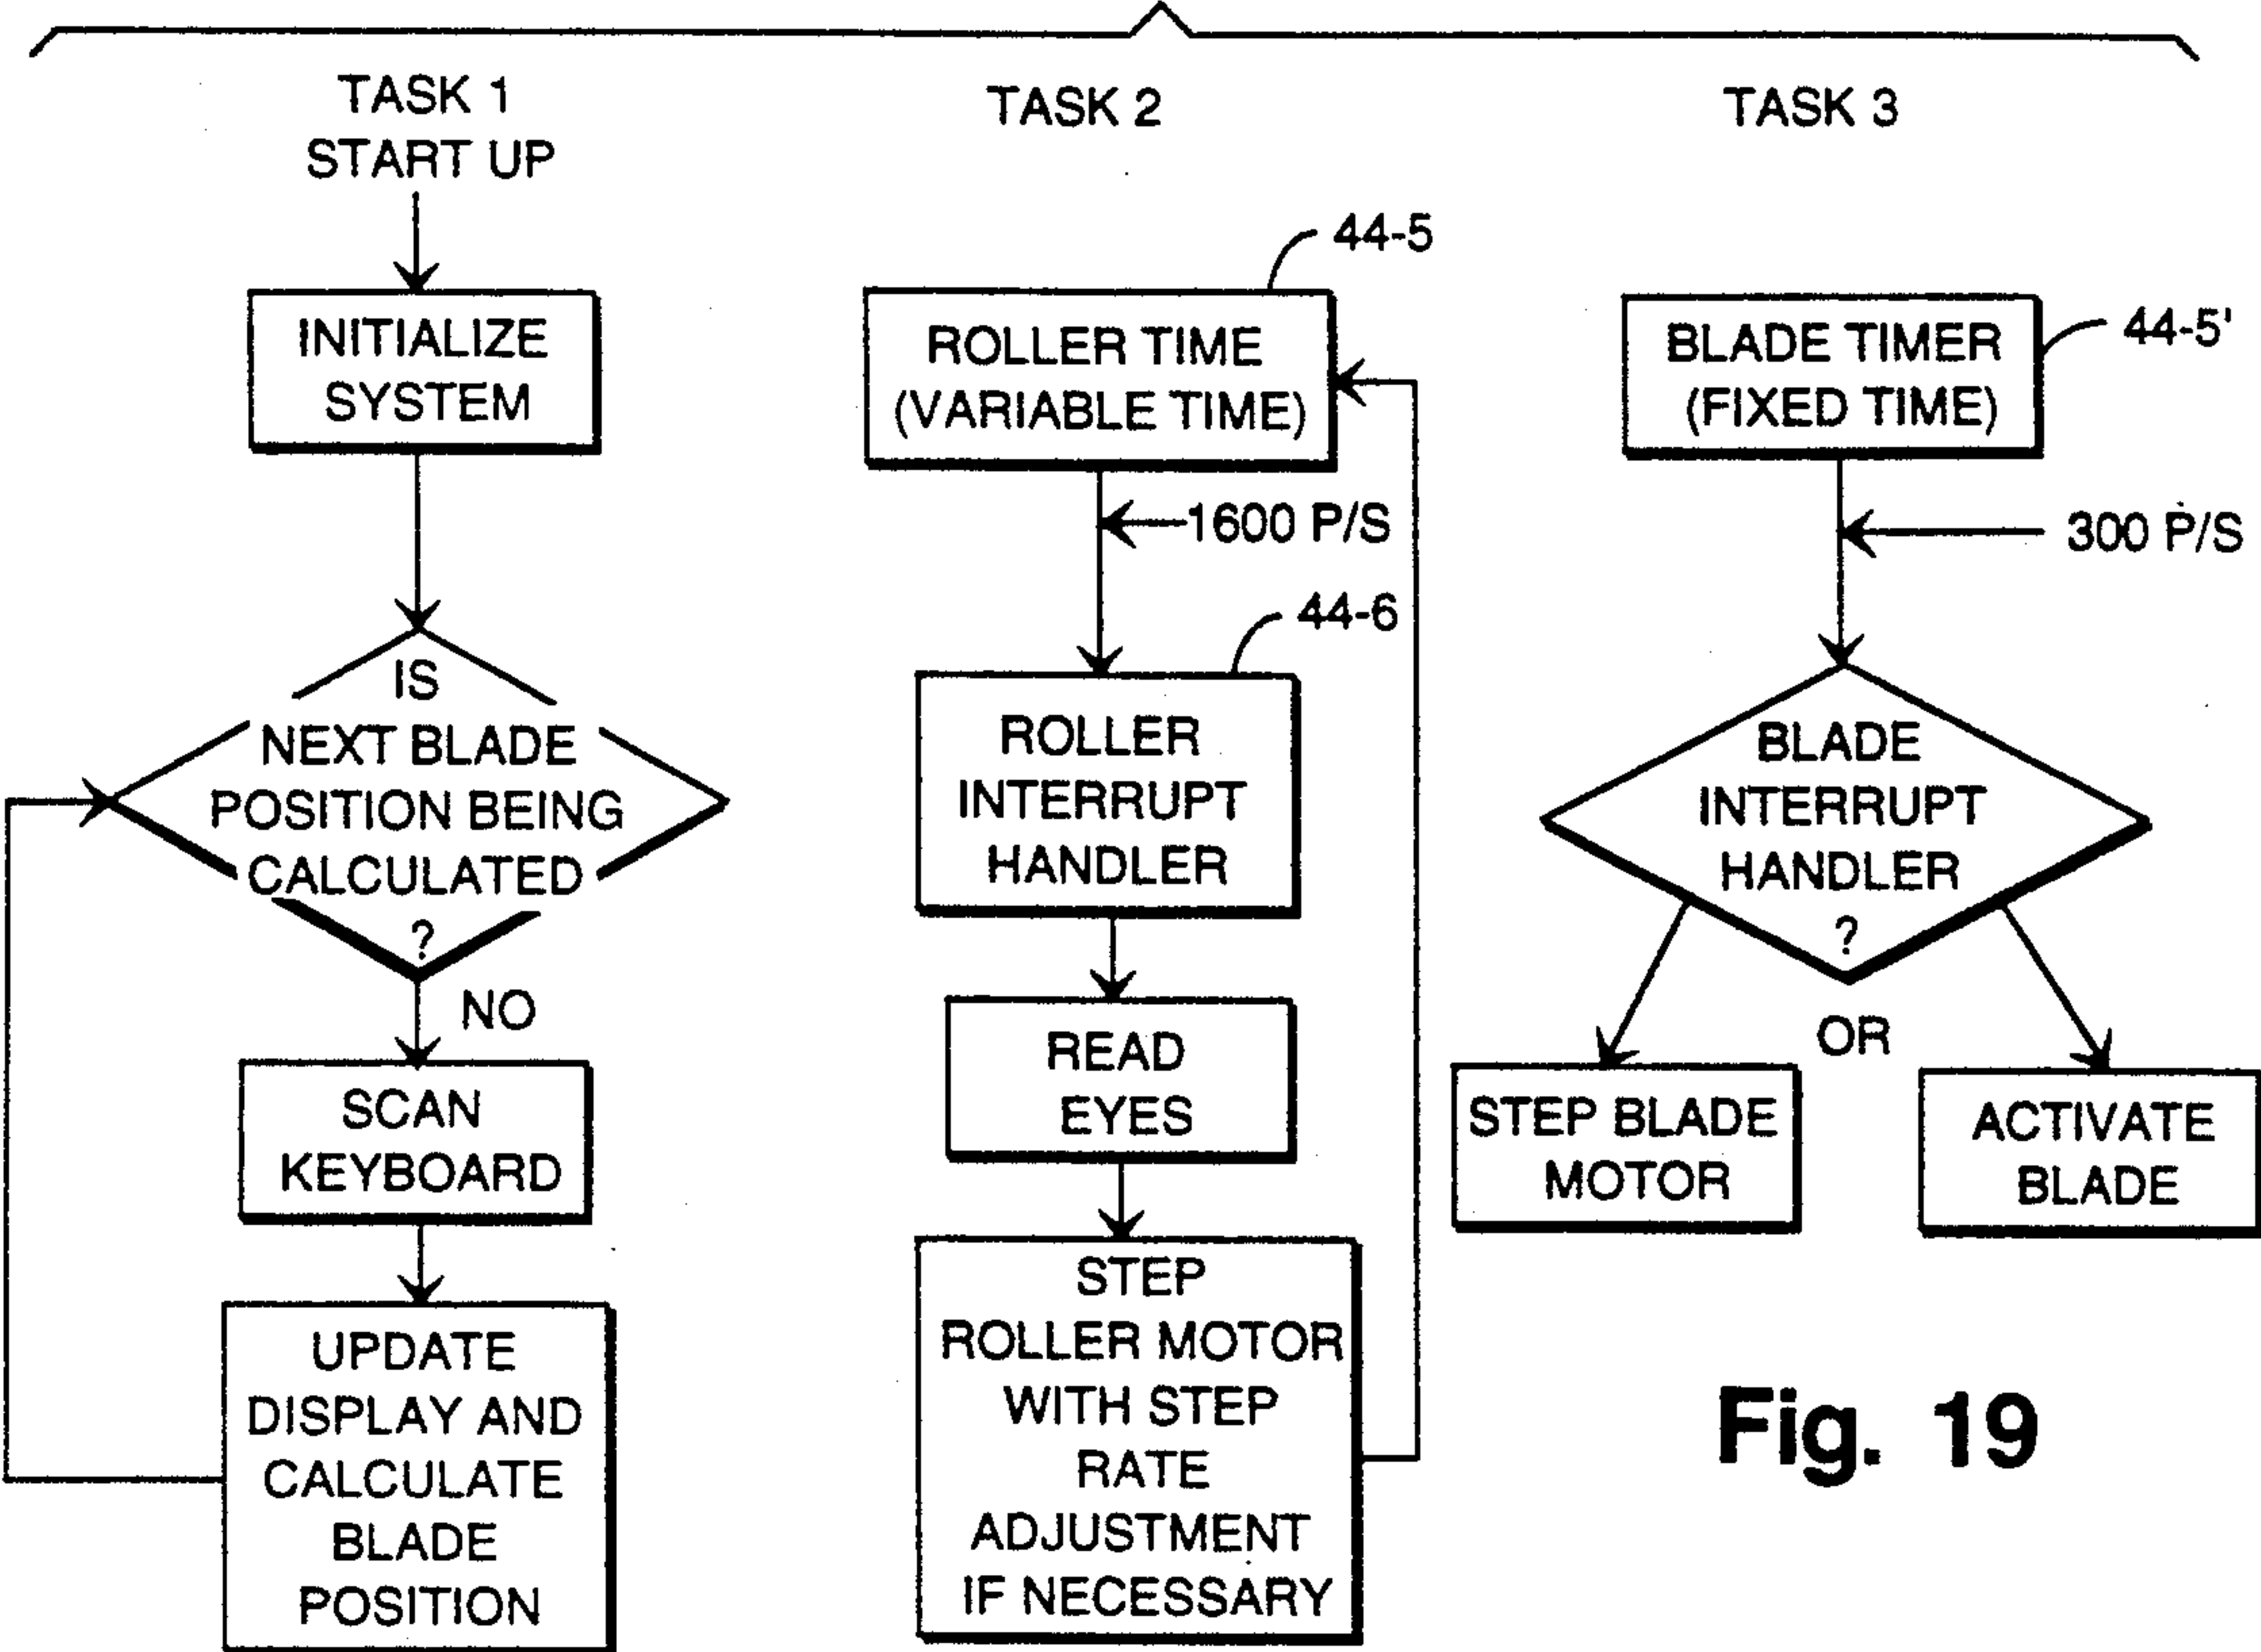 TASK 1
START UP
INITIALIZE
SYSTEM
IS
NEXT BLADE
POSITION BEING
CALCULATED
?
NO
SCAN
KEYBOARD
UPDATE
DISPLAY AND
CALCULATE
BLADE
POSITION
TASK 2
44-5
ROLLER TIME
(VARIABLE TIME)
1600 P/S
44-6
ROLLER
INTERRUPT
HANDLER
READ
EYES
STEP
ROLLER MOTOR
WITH STEP
RATE
ADJUSTMENT
IF NECESSARY
TASK 3
BLADE TIMER
(FIXED TIME)
44-5'
300 P/S
BLADE
INTERRUPT
HANDLER
?
OR
STEP BLADE
MOTOR
ACTIVATE
BLADE
Fig. 19